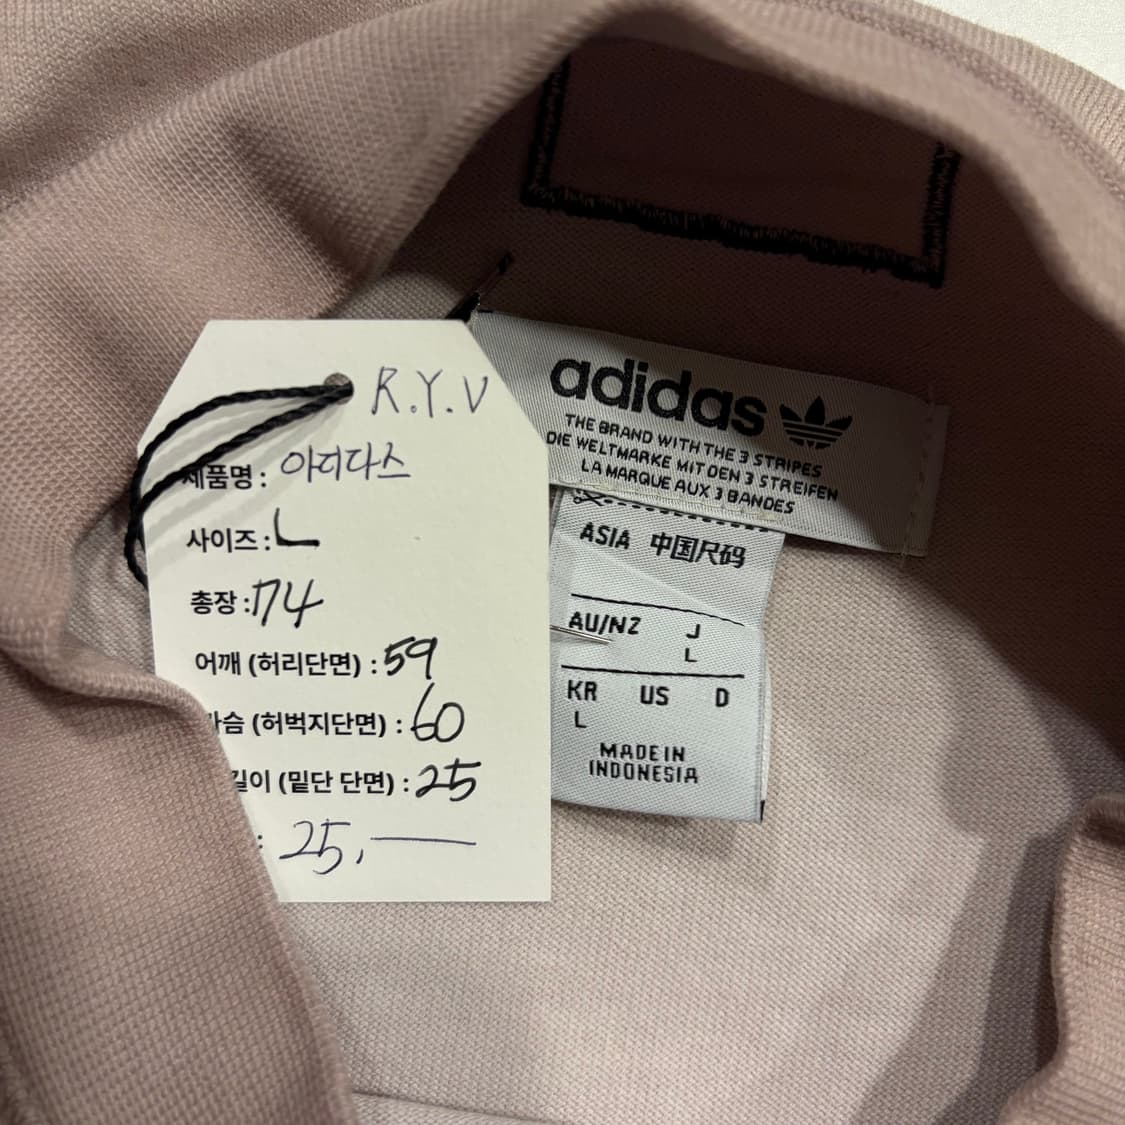 R.Y.V
제품명: 아디다스
사이즈: L
총장: 74
어깨 (허리단면) : 59
가슴 (허벅지단면) : 60
길이 (밑단 단면) : 25
: 25,—
adidas
THE BRAND WITH THE 3 STRIPES
DIE WELTMARKE MIT DEN 3 STREIFEN
LA MARQUE AUX 3 BANDES
ASIA 中国尺码
AU/NZ J
L
KR US D
L
MADE IN
INDONESIA